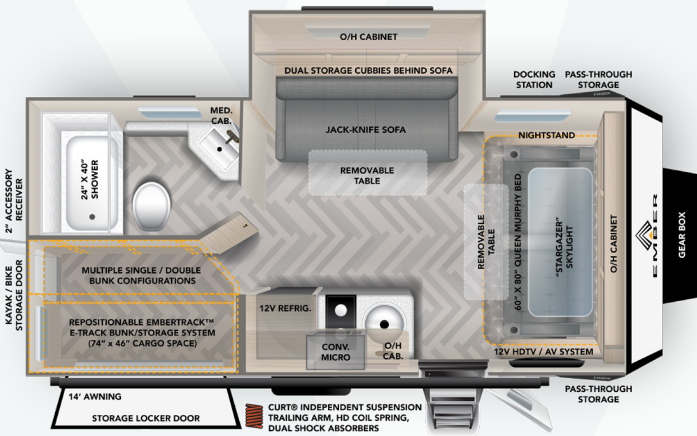 O/H CABINET
DUAL STORAGE CUBBIES BEHIND SOFA
DOCKING
STATION
PASS-THROUGH
STORAGE
MED.
CAB.
JACK-KNIFE SOFA
NIGHTSTAND
24" X 40"
SHOWER
REMOVABLE
TABLE
2" ACCESSORY
RECEIVER
REMOVABLE
TABLE
60" X 80" QUEEN MURPHY BED
"STARGAZER"
SKYLIGHT
O/H CABINET
EMBER
GEAR BOX
KAYAK / BIKE
STORAGE DOOR
MULTIPLE SINGLE / DOUBLE
BUNK CONFIGURATIONS
REPOSITIONABLE EMBERTRACK™
E-TRACK BUNK/STORAGE SYSTEM
(74" x 46" CARGO SPACE)
12V REFRIG.
CONV.
MICRO
O/H
CAB.
12V HDTV / AV SYSTEM
PASS-THROUGH
STORAGE
14' AWNING
STORAGE LOCKER DOOR
CURT® INDEPENDENT SUSPENSION
TRAILING ARM, HD COIL SPRING,
DUAL SHOCK ABSORBERS